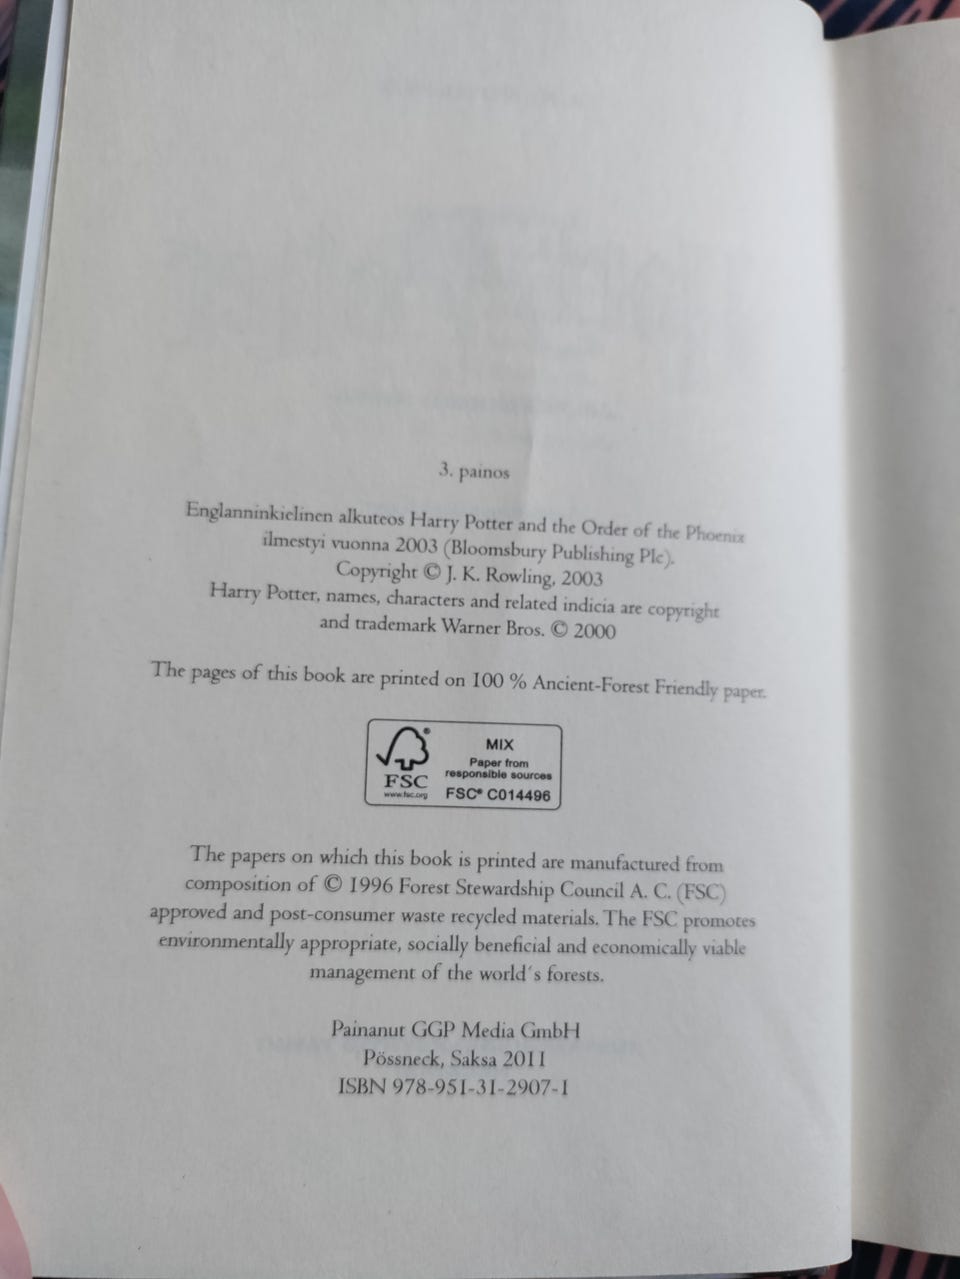 3. painos
Englanninkielinen alkuteos Harry Potter and the Order of the Phoenix
ilmestyi vuonna 2003 (Bloomsbury Publishing Plc).
Copyright © J. K. Rowling, 2003
Harry Potter, names, characters and related indicia are copyright
and trademark Warner Bros. © 2000
The pages of this book are printed on 100 % Ancient-Forest Friendly paper.
FSC
www.fsc.org
MIX
Paper from
responsible sources
FSC® C014496
The papers on which this book is printed are manufactured from
composition of © 1996 Forest Stewardship Council A. C. (FSC)
approved and post-consumer waste recycled materials. The FSC promotes
environmentally appropriate, socially beneficial and economically viable
management of the world´s forests.
Painanut GGP Media GmbH
Pössneck, Saksa 2011
ISBN 978-951-31-2907-1